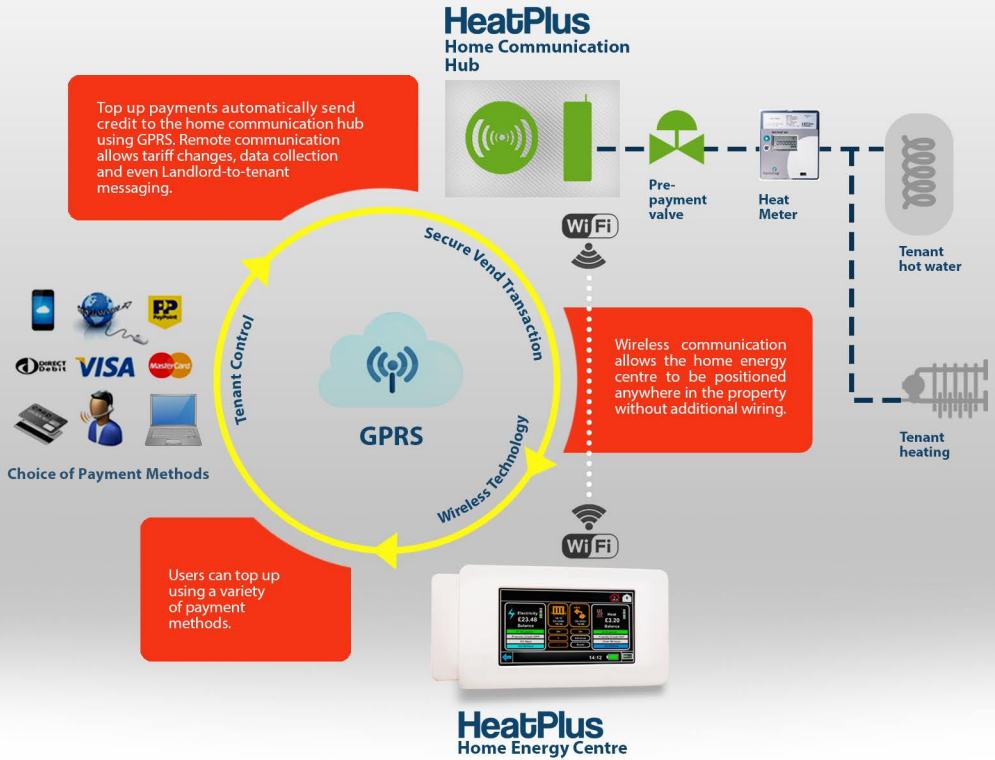 HeatPlus
Home Communication
Hub
Top up payments automatically send
credit to the home communication hub
using GPRS. Remote communication
allows tariff changes, data collection
and even Landlord-to-tenant
messaging.
Pre-
payment
valve
Heat
Meter
Tenant
hot water
WiFi
Secure Vend Transaction
Tenant Control
Wireless Technology
GPRS
PP
PayPoint
DIRECT
Debit
VISA
MasterCard
Choice of Payment Methods
Wireless communication
allows the home energy
centre to be positioned
anywhere in the property
without additional wiring.
Tenant
heating
WiFi
Users can top up
using a variety
of payment
methods.
Electricity
£23.48
Balance
Heat
£3.20
Balance
14:12
HeatPlus
Home Energy Centre